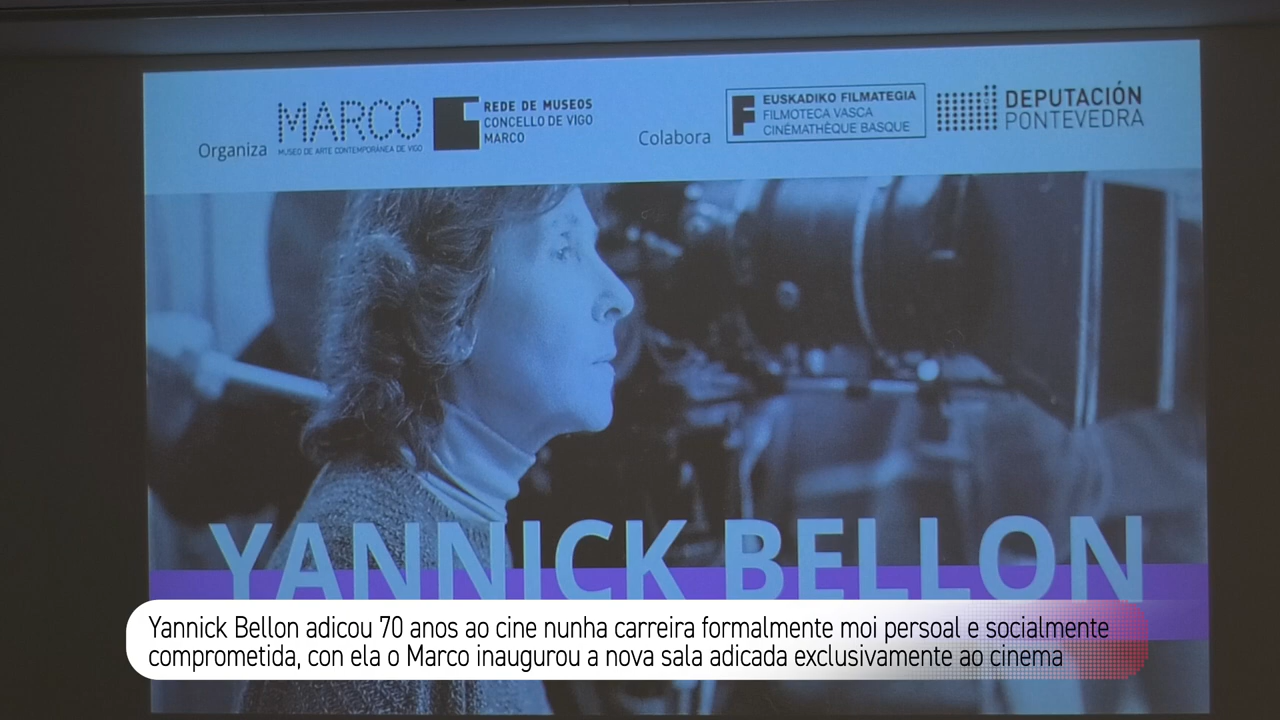 Organiza
MARCO
MUSEO DE ARTE CONTEMPORÁNEA DE VIGO
REDE DE MUSEOS
CONCELLO DE VIGO
MARCO
Colabora
EUSKADIKO FILMATEGIA
FILMOTECA VASCA
CINÉMATHÈQUE BASQUE
DEPUTACIÓN
PONTEVEDRA
YANNICK BELLON
Yannick Bellon adicou 70 anos ao cine nunha carreira formalmente moi persoal e socialmente
comprometida, con ela o Marco inaugurou a nova sala adicada exclusivamente ao cinema